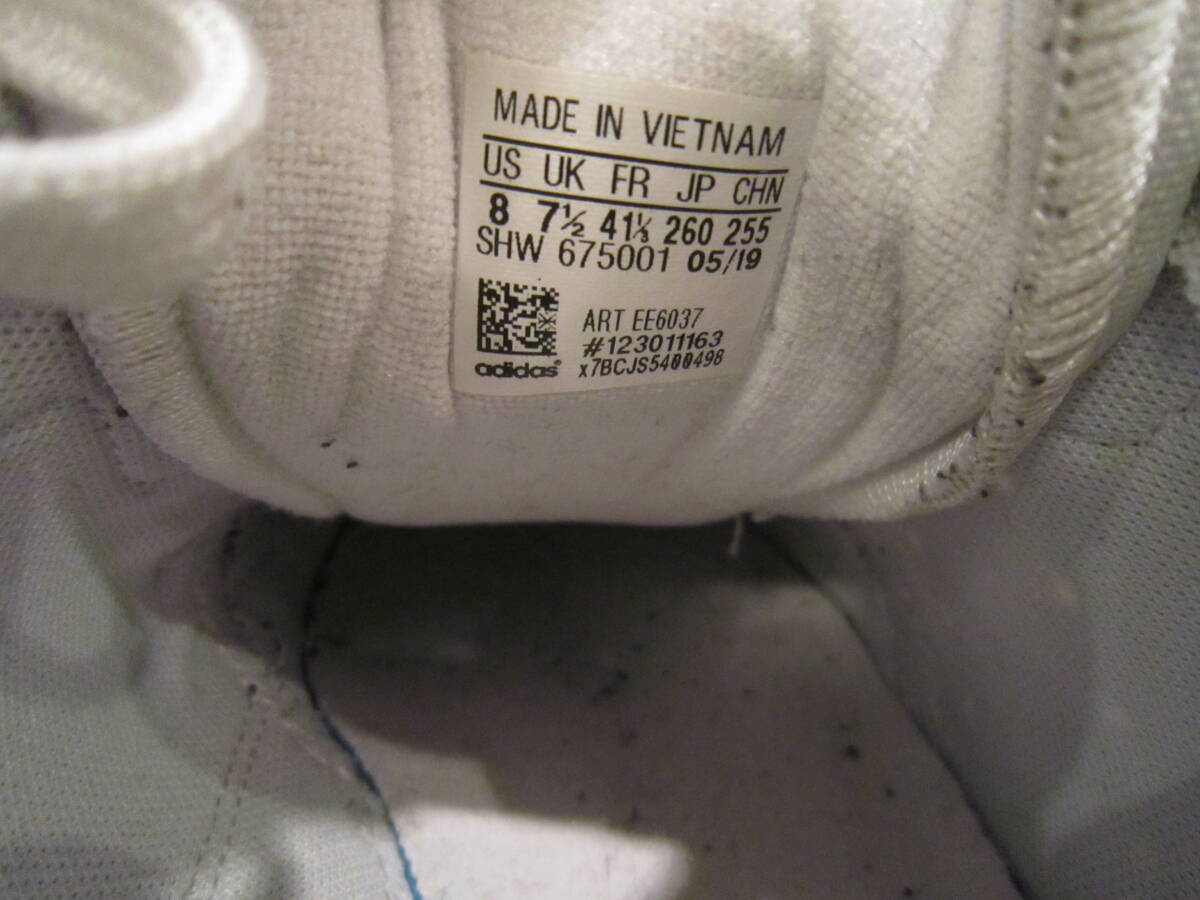 MADE IN VIETNAM
US UK FR JP CHN
8 7½ 41⅓ 260 255
SHW 675001 05/19
ART EE6037
#123011163
adidas® x7BCJS5400498